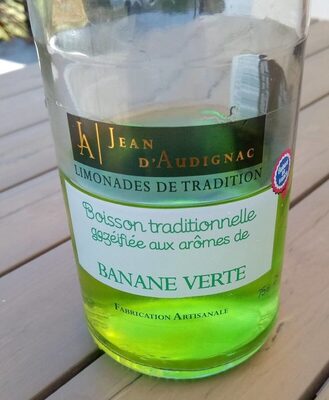 JA JEAN
D'AUDIGNAC
LIMONADES DE TRADITION
Boisson traditionnelle
gazéifiée aux arômes de
BANANE VERTE
FABRICATION ARTISANALE
75cl